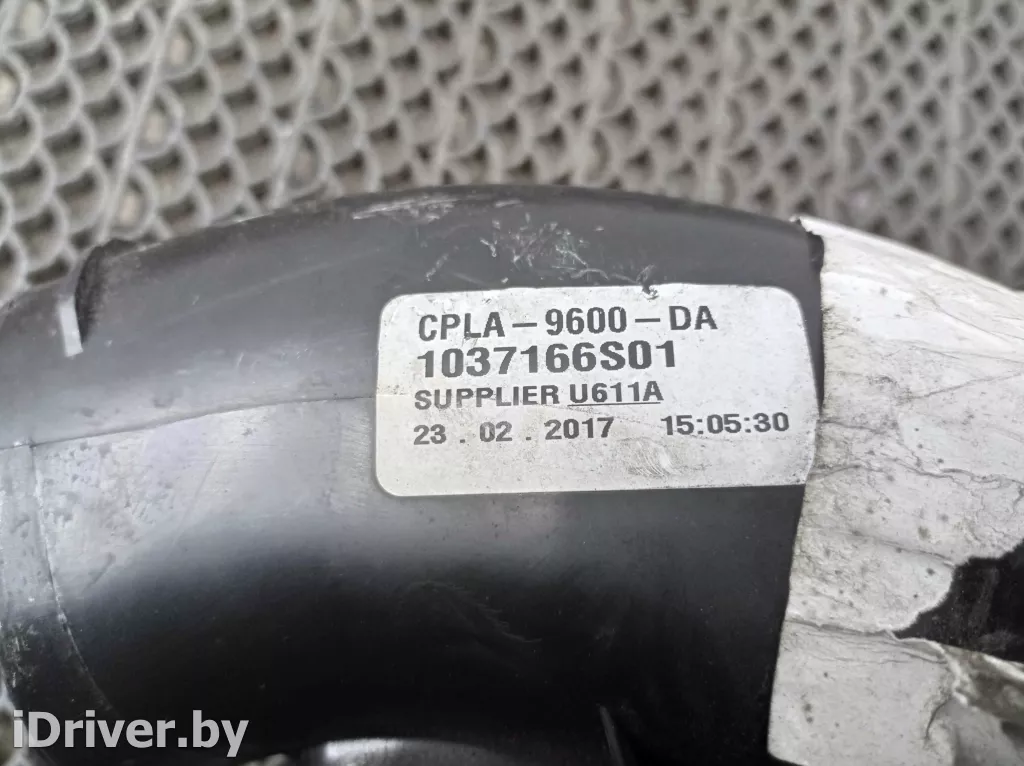 CPLA-9600-DA
1037166S01
SUPPLIER U611A
23.02.2017 15:05:30
iDriver.by